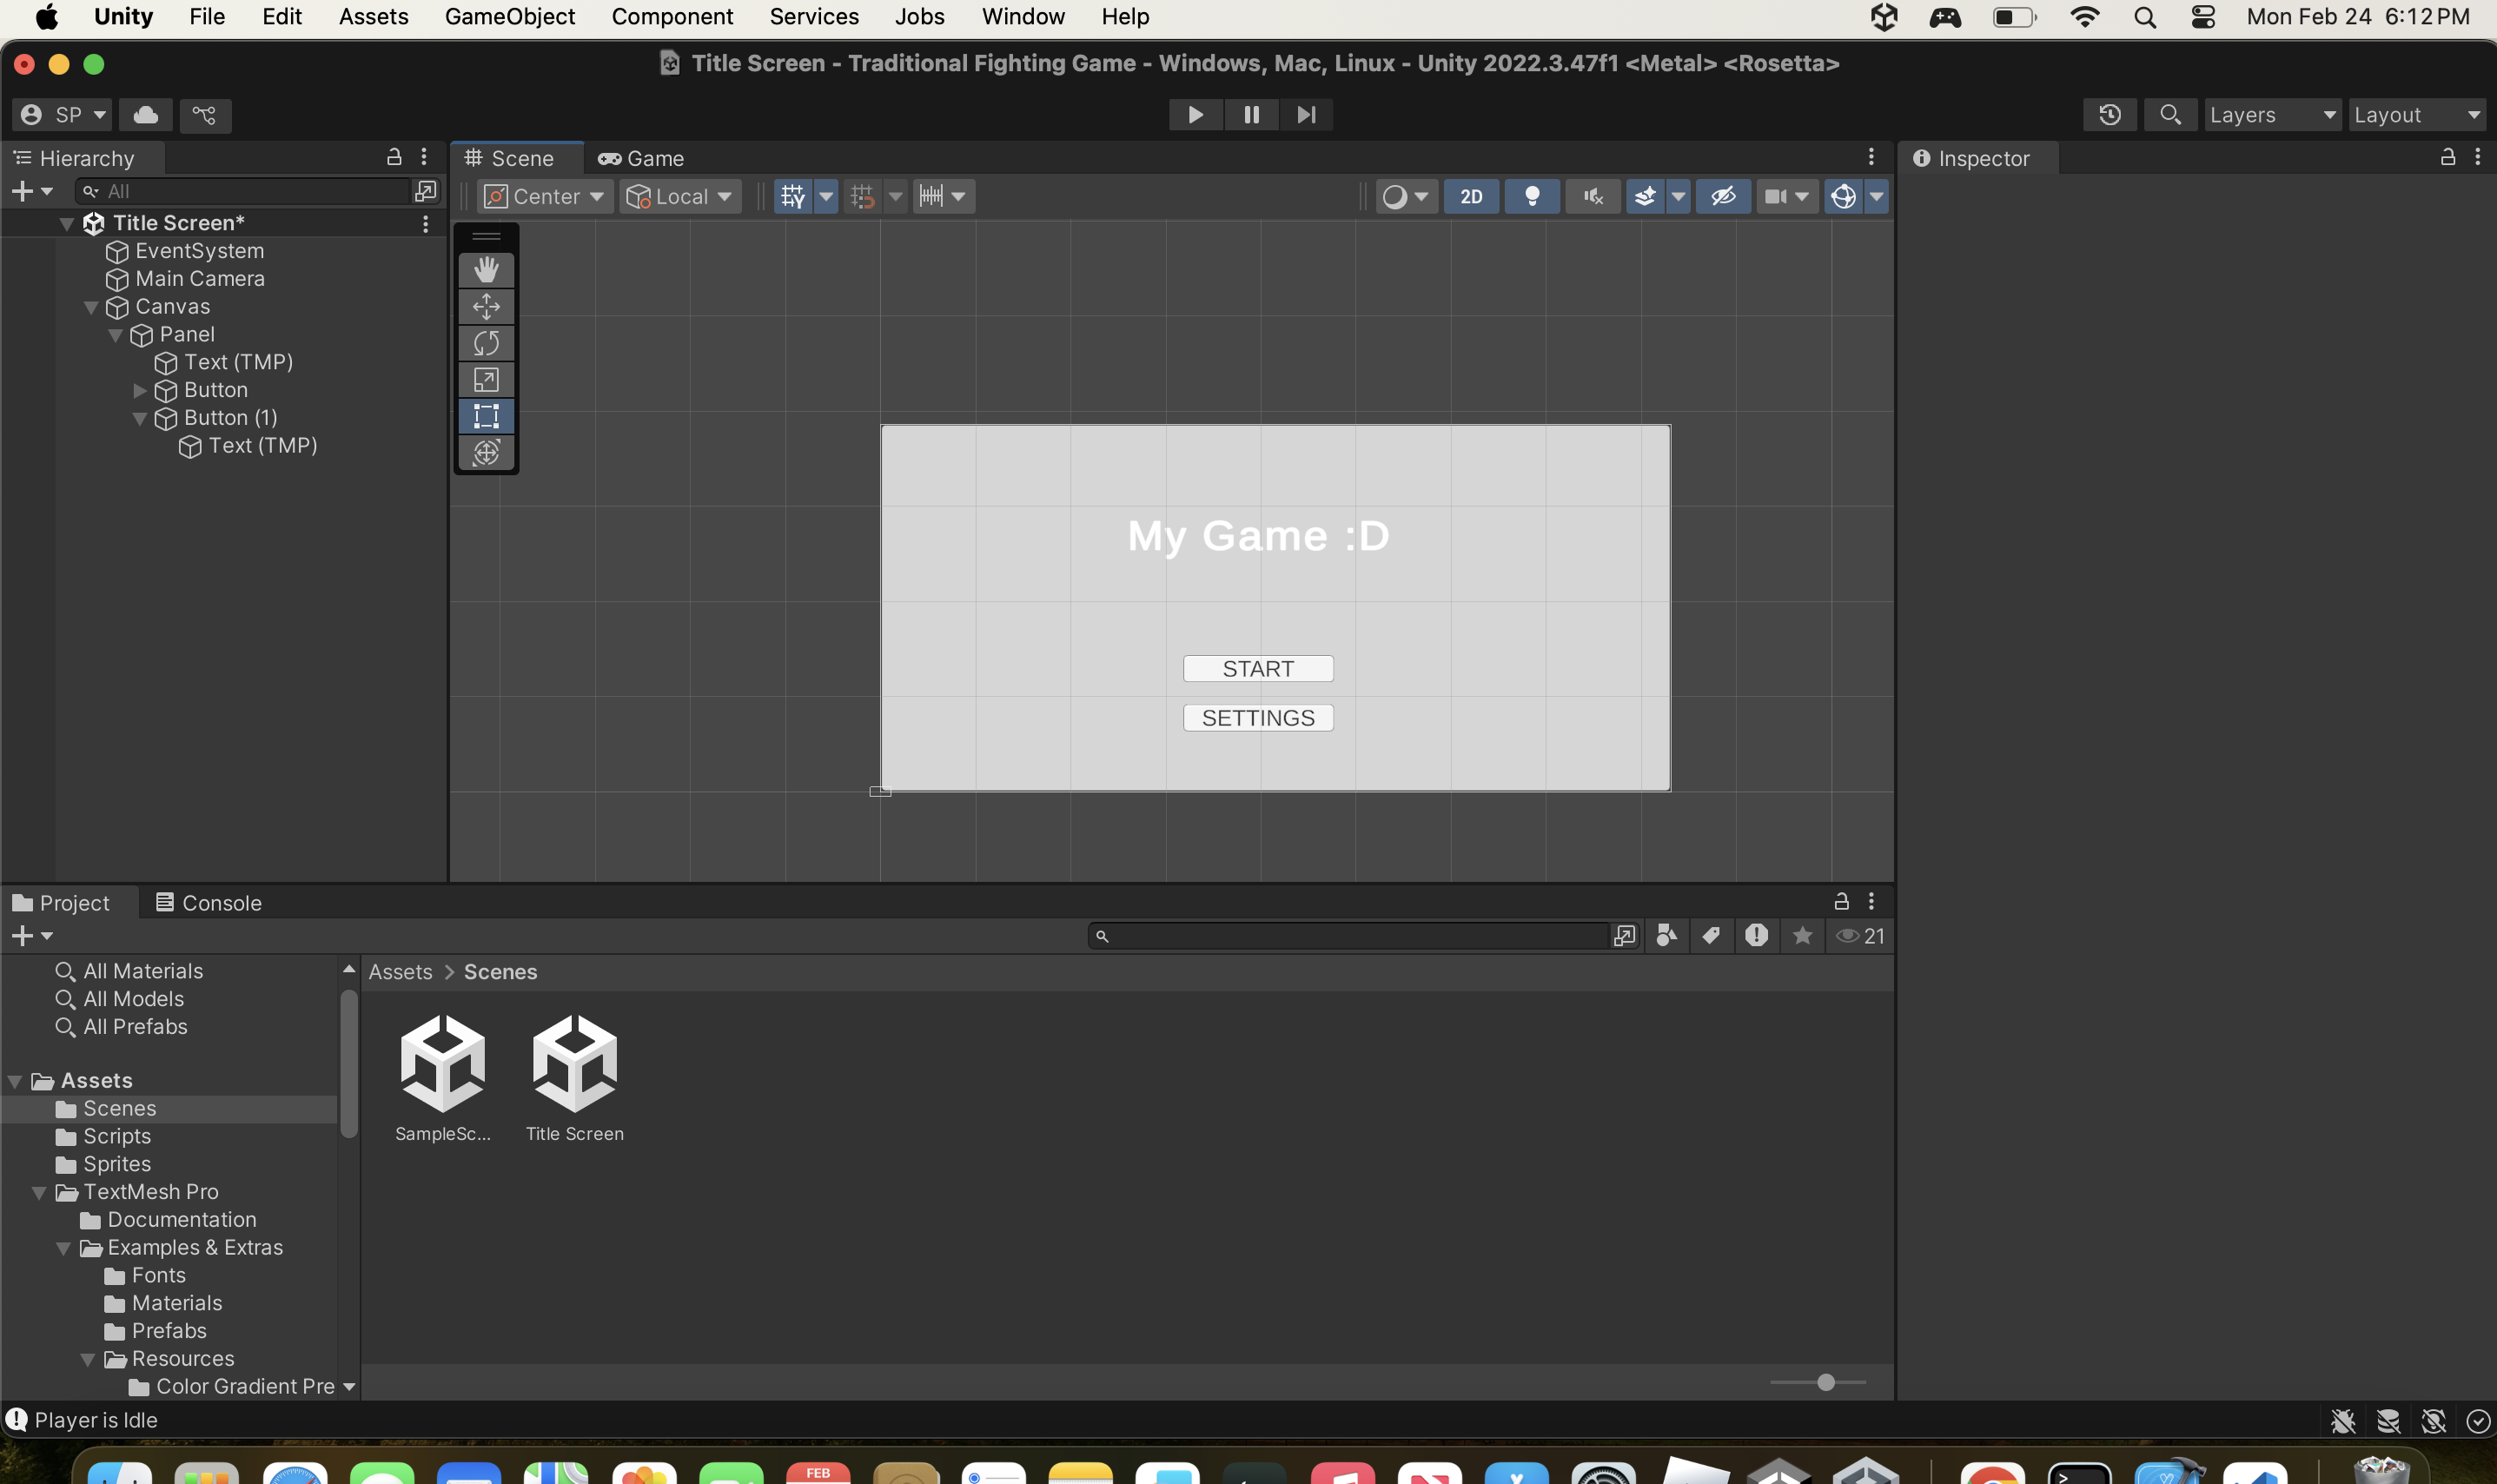 Unity File Edit Assets GameObject Component Services Jobs Window Help Mon Feb 24 6:12 PM
Title Screen - Traditional Fighting Game - Windows, Mac, Linux - Unity 2022.3.47f1 <Metal> <Rosetta>
SP Layers Layout
Hierarchy
All
Title Screen*
EventSystem
Main Camera
Canvas
Panel
Text (TMP)
Button
Button (1)
Text (TMP)
Scene Game
Center Local 2D
My Game :D
START
SETTINGS
Inspector
Project Console
21
All Materials
All Models
All Prefabs
Assets
Scenes
Scripts
Sprites
TextMesh Pro
Documentation
Examples & Extras
Fonts
Materials
Prefabs
Resources
Color Gradient Pre
Assets > Scenes
SampleSc... Title Screen
Player is Idle
FEB